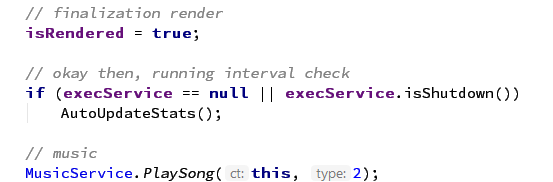 // finalization render
isRendered = true;
// okay then, running interval check
if (execService == null || execService.isShutdown())
AutoUpdateStats();
// music
MusicService.PlaySong( ct: this, type: 2);